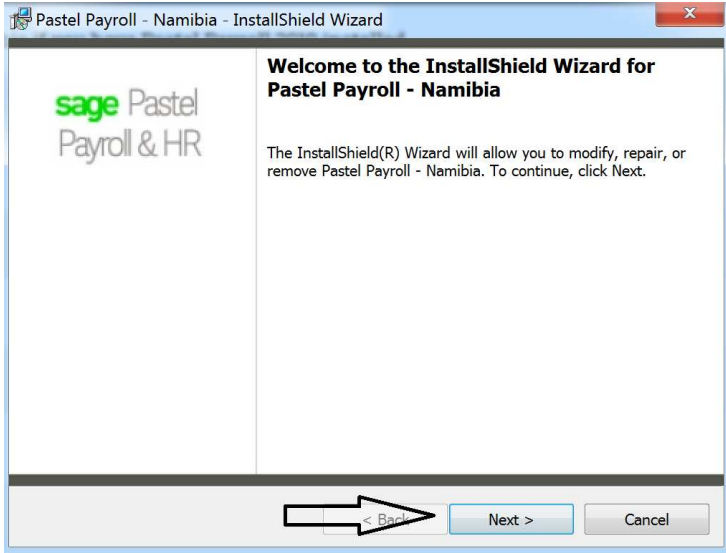 Pastel Payroll - Namibia - InstallShield Wizard
sage Pastel
Payroll & HR
Welcome to the InstallShield Wizard for
Pastel Payroll - Namibia
The InstallShield(R) Wizard will allow you to modify, repair, or
remove Pastel Payroll - Namibia. To continue, click Next.
< Back
Next >
Cancel